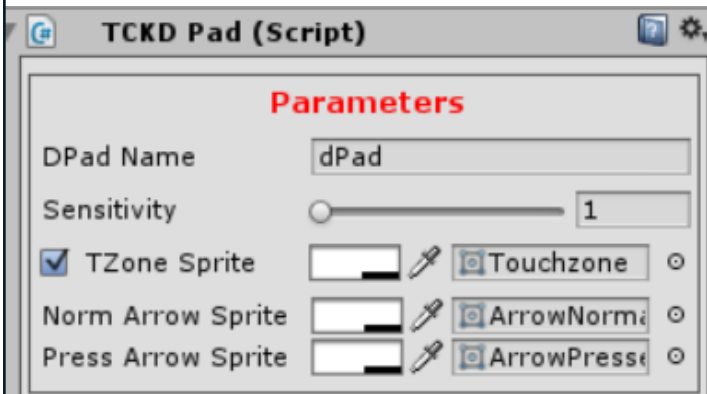 TCKD Pad (Script)
Parameters
DPad Name dPad
Sensitivity 1
TZone Sprite Touchzone
Norm Arrow Sprite
Press Arrow Sprite